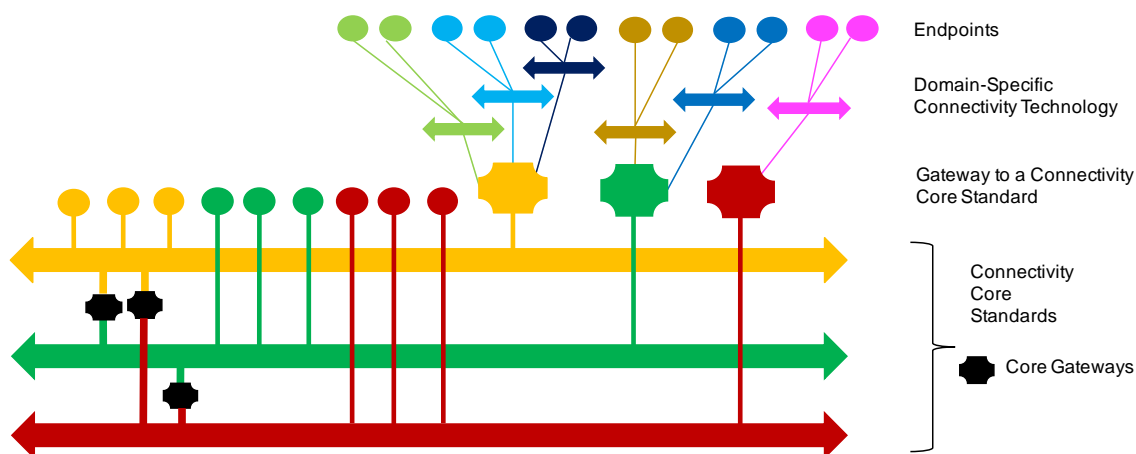 Endpoints
Domain-Specific
Connectivity Technology
Gateway to a Connectivity
Core Standard
Connectivity
Core
Standards
Core Gateways